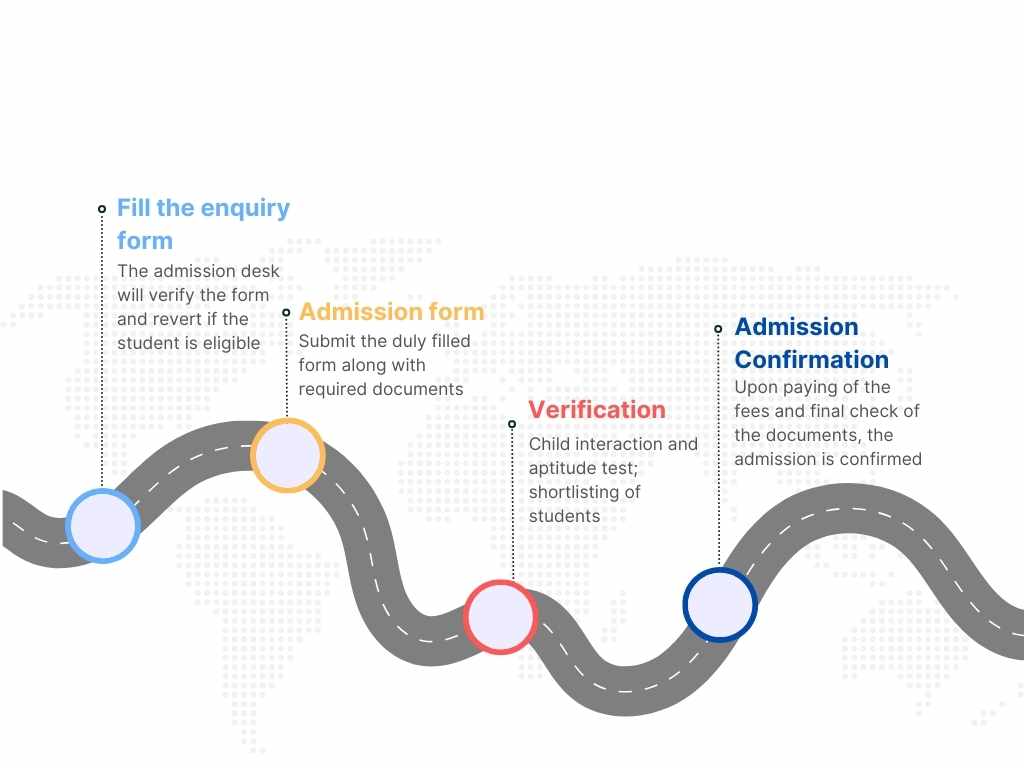 Fill the enquiry
form
The admission desk
will verify the form
and revert if the
student is eligible
Admission form
Submit the duly filled
form along with
required documents
Verification
Child interaction and
aptitude test;
shortlisting of
students
Admission
Confirmation
Upon paying of the
fees and final check of
the documents, the
admission is confirmed